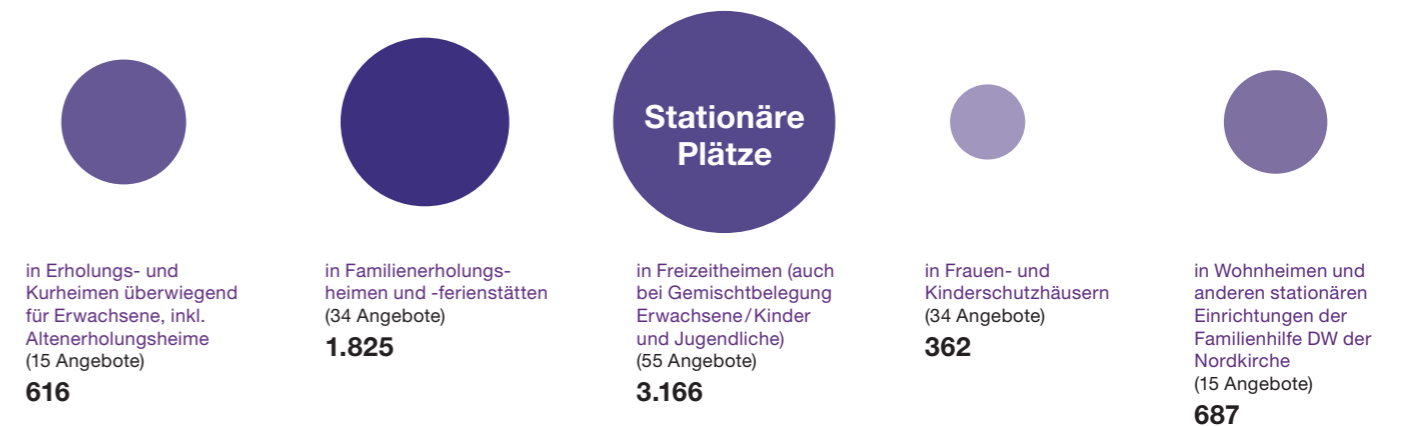 Stationäre
Plätze
in Erholungs- und
Kurheimen überwiegend
für Erwachsene, inkl.
Altenerholungsheime
(15 Angebote)
616
in Familienerholungs-
heimen und -ferienstätten
(34 Angebote)
1.825
in Freizeitheimen (auch
bei Gemischtbelegung
Erwachsene/Kinder
und Jugendliche)
(55 Angebote)
3.166
in Frauen- und
Kinderschutzhäusern
(34 Angebote)
362
in Wohnheimen und
anderen stationären
Einrichtungen der
Familienhilfe DW der
Nordkirche
(15 Angebote)
687